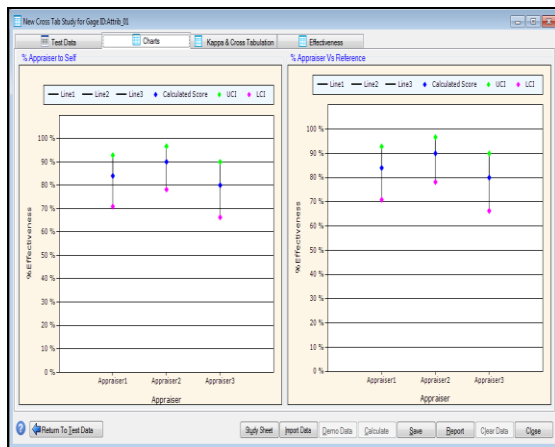 New Cross Tab Study for Gage ID:Attrib_01
Test Data
Charts
Kappa & Cross Tabulation
Effectiveness
% Appraiser to Self
Line1 Line2 Line3 Calculated Score UCI LCI
100 %
90 %
80 %
70 %
60 %
50 %
40 %
30 %
20 %
10 %
0 %
%Effectiveness
Appraiser1 Appraiser2 Appraiser3
Appraiser
% Appraiser Vs Reference
Line1 Line2 Line3 Calculated Score UCI LCI
100 %
90 %
80 %
70 %
60 %
50 %
40 %
30 %
20 %
10 %
0 %
%Effectiveness
Appraiser1 Appraiser2 Appraiser3
Appraiser
Return To Test Data
Study Sheet
Import Data
Demo Data
Calculate
Save
Report
Clear Data
Close